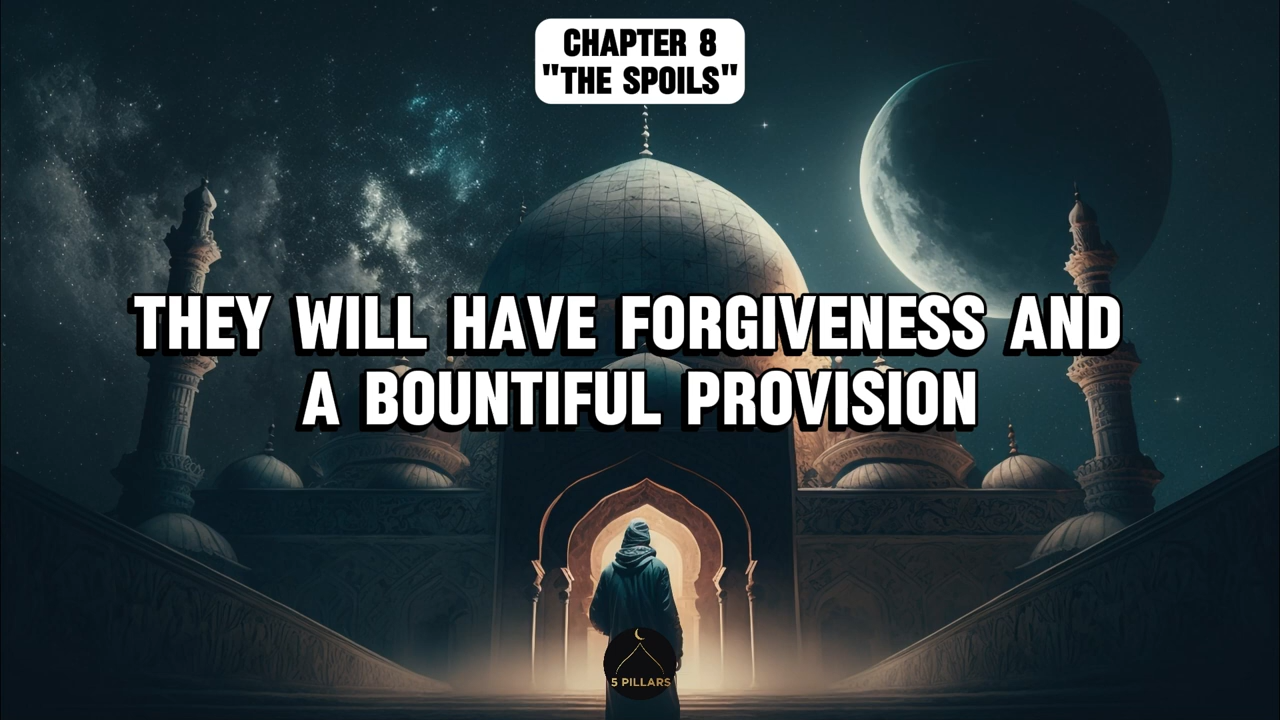 CHAPTER 8
"THE SPOILS"
THEY WILL HAVE FORGIVENESS AND
A BOUNTIFUL PROVISION
5 PILLARS